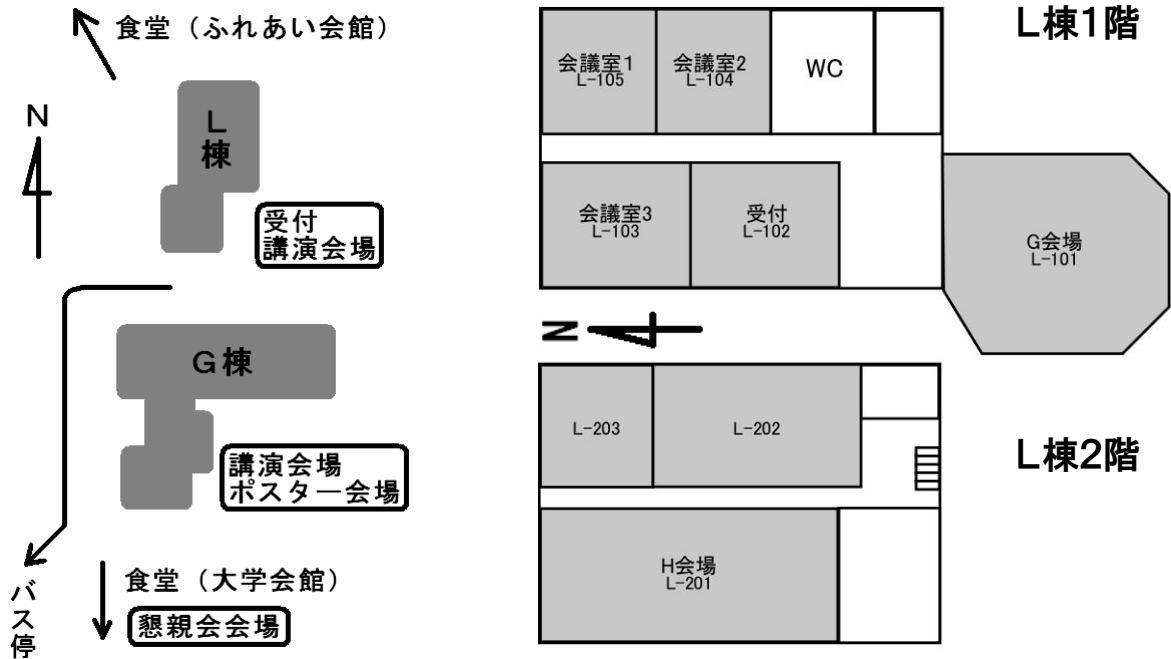 食堂（ふれあい会館）
N
L
棟
受付
講演会場
G棟
講演会場
ポスター会場
バス停
食堂（大学会館）
懇親会会場
L棟1階
会議室1
L-105
会議室2
L-104
WC
会議室3
L-103
受付
L-102
G会場
L-101
N
L棟2階
L-203
L-202
H会場
L-201